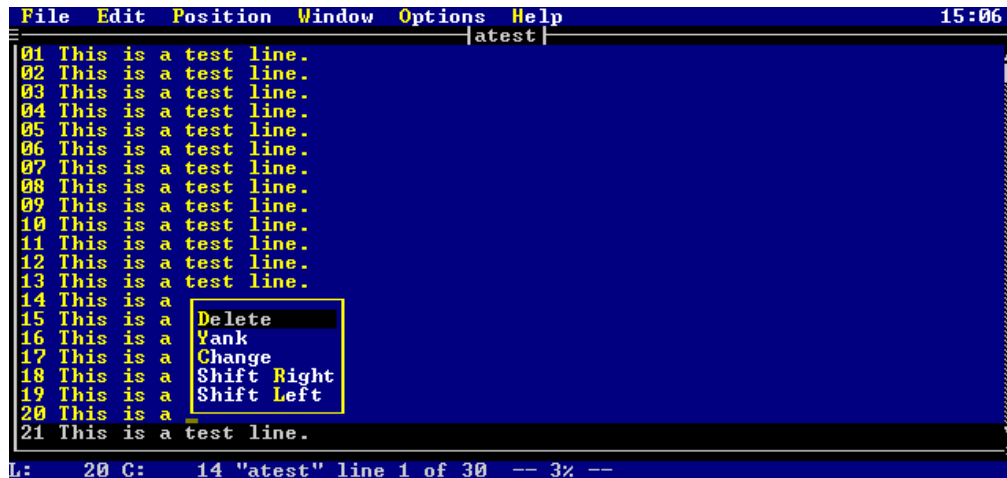 File Edit Position Window Options Help 15:06
atest
01 This is a test line.
02 This is a test line.
03 This is a test line.
04 This is a test line.
05 This is a test line.
06 This is a test line.
07 This is a test line.
08 This is a test line.
09 This is a test line.
10 This is a test line.
11 This is a test line.
12 This is a test line.
13 This is a test line.
14 This is a
15 This is a Delete
16 This is a Yank
17 This is a Change
18 This is a Shift Right
19 This is a Shift Left
20 This is a
21 This is a test line.
L: 20 C: 14 "atest" line 1 of 30 -- 3% --